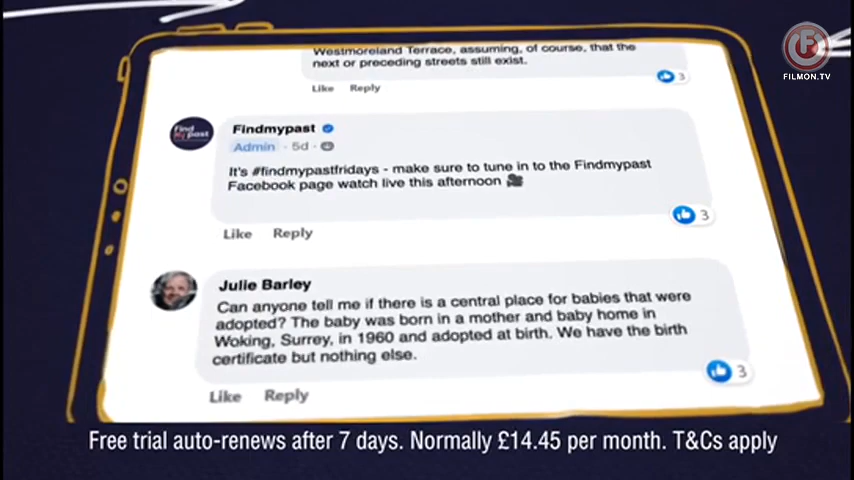 Westmoreland Terrace, assuming, of course, that the
next or preceding streets still exist.
3
Like Reply
FILMON.TV
Find
My past
Findmypast
Admin · 5d ·
It's #findmypastfridays - make sure to tune in to the Findmypast
Facebook page watch live this afternoon
3
Like Reply
Julie Barley
Can anyone tell me if there is a central place for babies that were
adopted? The baby was born in a mother and baby home in
Woking, Surrey, in 1960 and adopted at birth. We have the birth
certificate but nothing else.
3
Like Reply
Free trial auto-renews after 7 days. Normally £14.45 per month. T&Cs apply